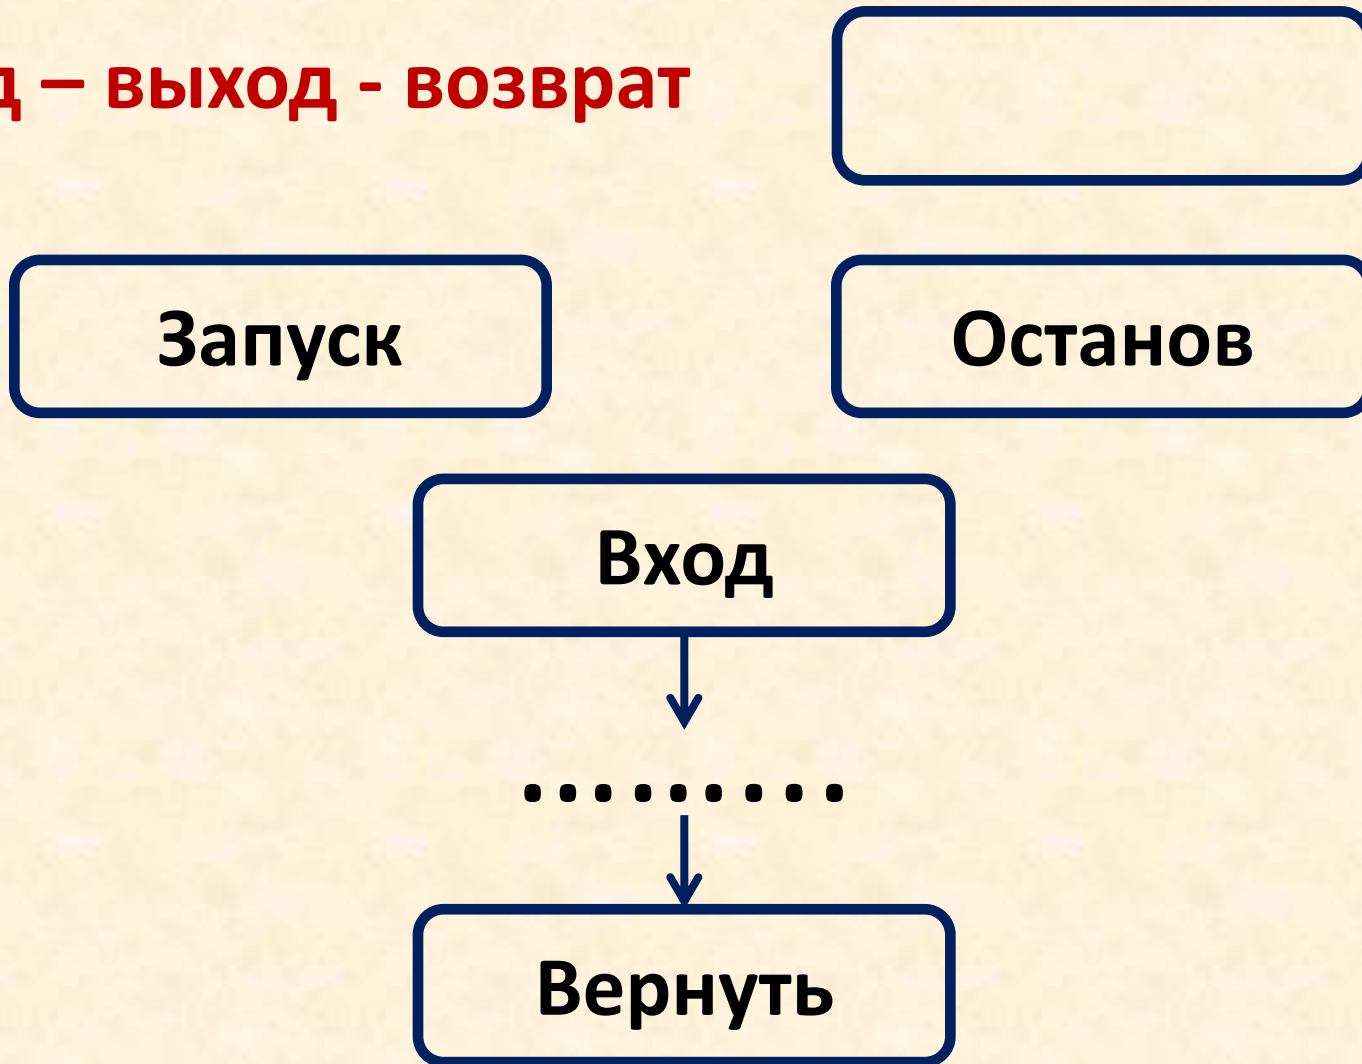 д – выход - возврат
Запуск
Останов
Вход
.........
Вернуть